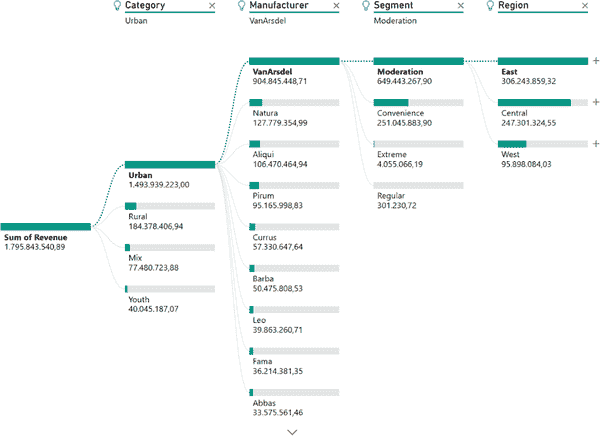 Category
Urban
Manufacturer
VanArsdel
Segment
Moderation
Region
Sum of Revenue
1.795.843.540,89
Urban
1.493.939.223,00
Rural
184.378.406,94
Mix
77.480.723,88
Youth
40.045.187,07
VanArsdel
904.845.448,71
Natura
127.779.354,99
Aliqui
106.470.464,94
Pirum
95.165.998,83
Currus
57.330.647,64
Barba
50.475.808,53
Leo
39.863.260,71
Fama
36.214.381,35
Abbas
33.575.561,46
Moderation
649.443.267,90
Convenience
251.045.883,90
Extreme
4.055.066,19
Regular
301.230,72
East
306.243.859,32
Central
247.301.324,55
West
95.898.084,03